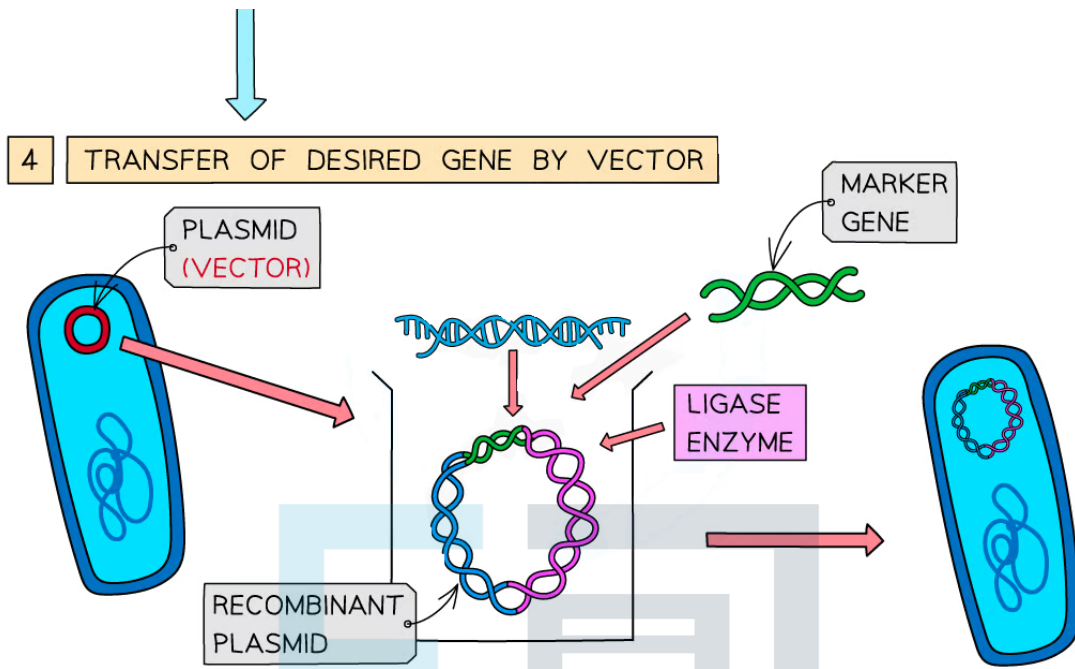 4 TRANSFER OF DESIRED GENE BY VECTOR
MARKER
GENE
PLASMID
(VECTOR)
LIGASE
ENZYME
RECOMBINANT
PLASMID